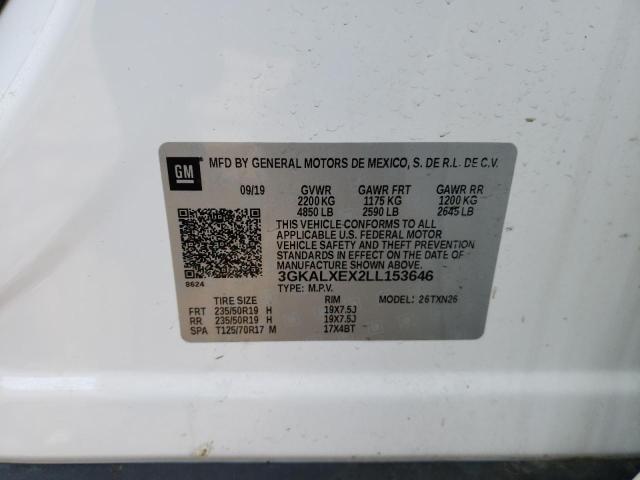 GM
MFD BY GENERAL MOTORS DE MEXICO, S. DE R.L. DE C.V.
09/19 GVWR GAWR FRT GAWR RR
2200 KG 1175 KG 1200 KG
4850 LB 2590 LB 2645 LB
THIS VEHICLE CONFORMS TO ALL
APPLICABLE U.S. FEDERAL MOTOR
VEHICLE SAFETY AND THEFT PREVENTION
STANDARDS IN EFFECT ON THE DATE OF
MANUFACTURE SHOWN ABOVE.
3GKALXEX2LL153646
8624 TYPE: M.P.V. MODEL: 26TXN26
TIRE SIZE RIM
FRT 235/50R19 H 19X7.5J
RR 235/50R19 H 19X7.5J
SPA T125/70R17 M 17X4BT